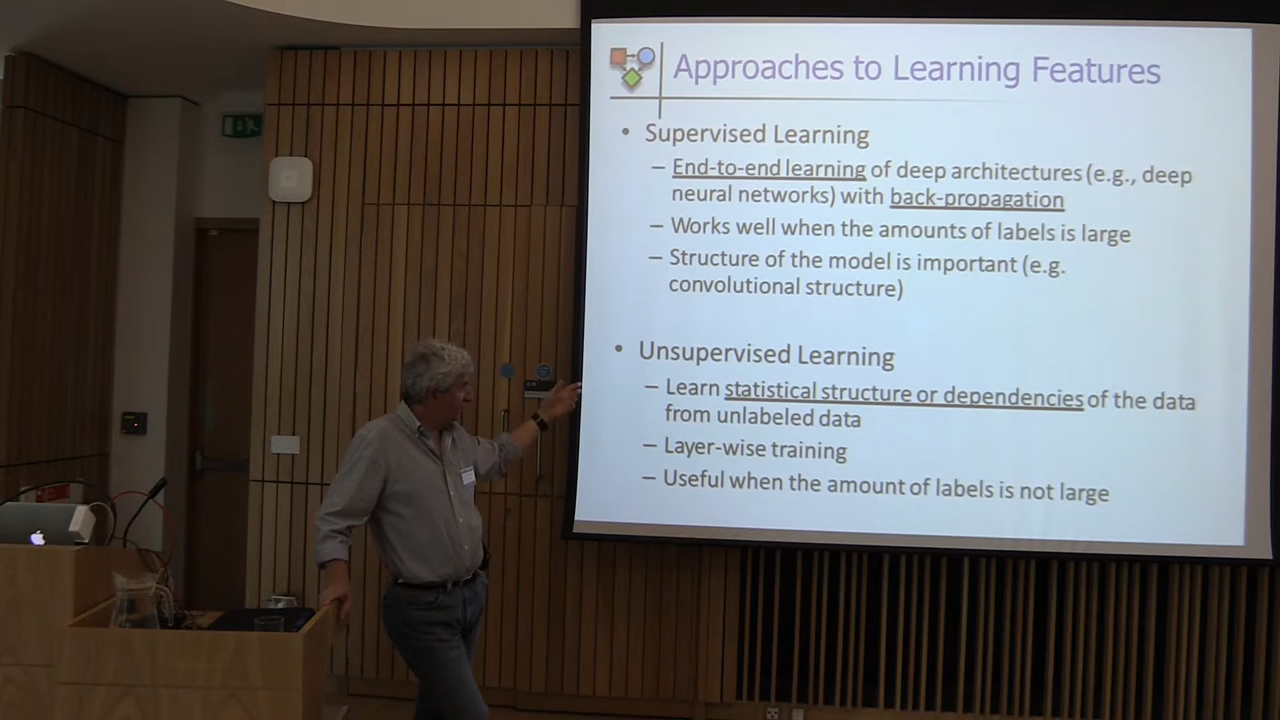 Approaches to Learning Features
• Supervised Learning
– End-to-end learning of deep architectures (e.g., deep
neural networks) with back-propagation
– Works well when the amounts of labels is large
– Structure of the model is important (e.g.
convolutional structure)
• Unsupervised Learning
– Learn statistical structure or dependencies of the data
from unlabeled data
– Layer-wise training
– Useful when the amount of labels is not large